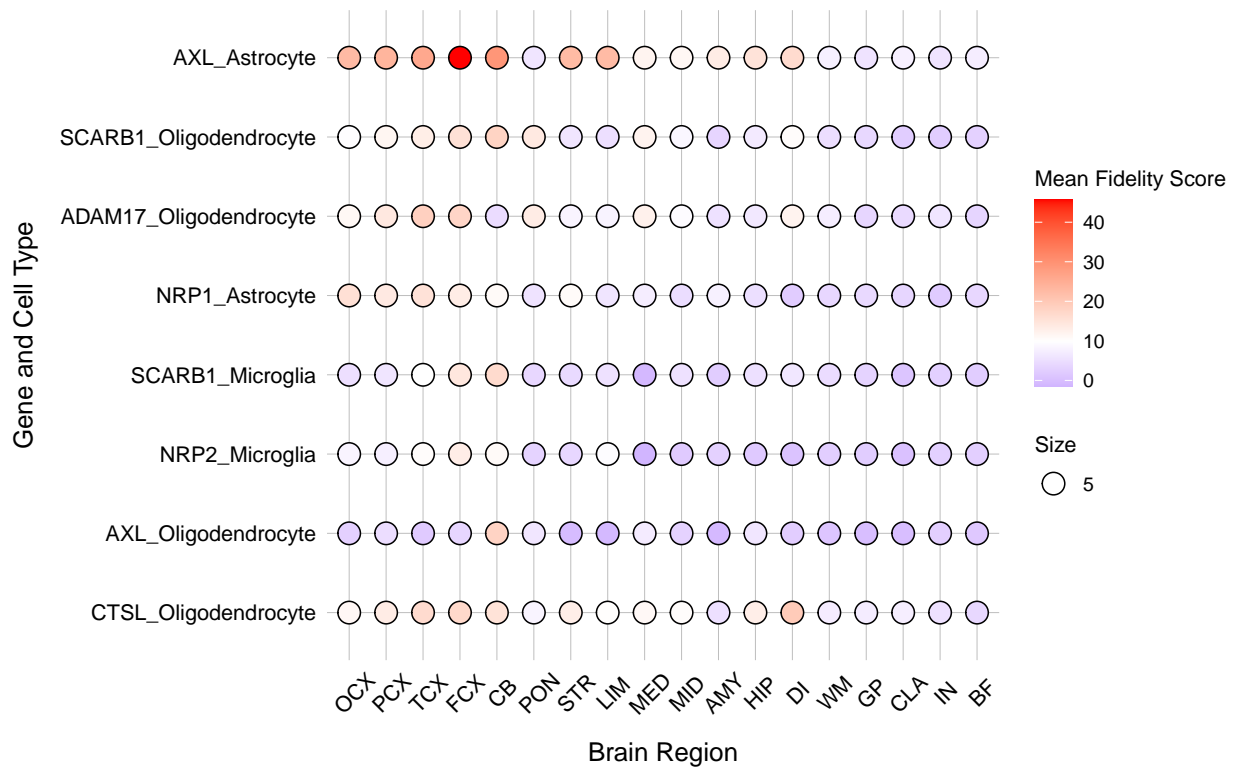 AXL_Astrocyte
SCARB1_Oligodendrocyte
ADAM17_Oligodendrocyte
NRP1_Astrocyte
SCARB1_Microglia
NRP2_Microglia
AXL_Oligodendrocyte
CTSL_Oligodendrocyte
Gene and Cell Type
OCX PCX TCX FCX CB PON STR LIM MED MID AMY HIP DI WM GP CLA IN BF
Brain Region
Mean Fidelity Score
40
30
20
10
0
Size
5